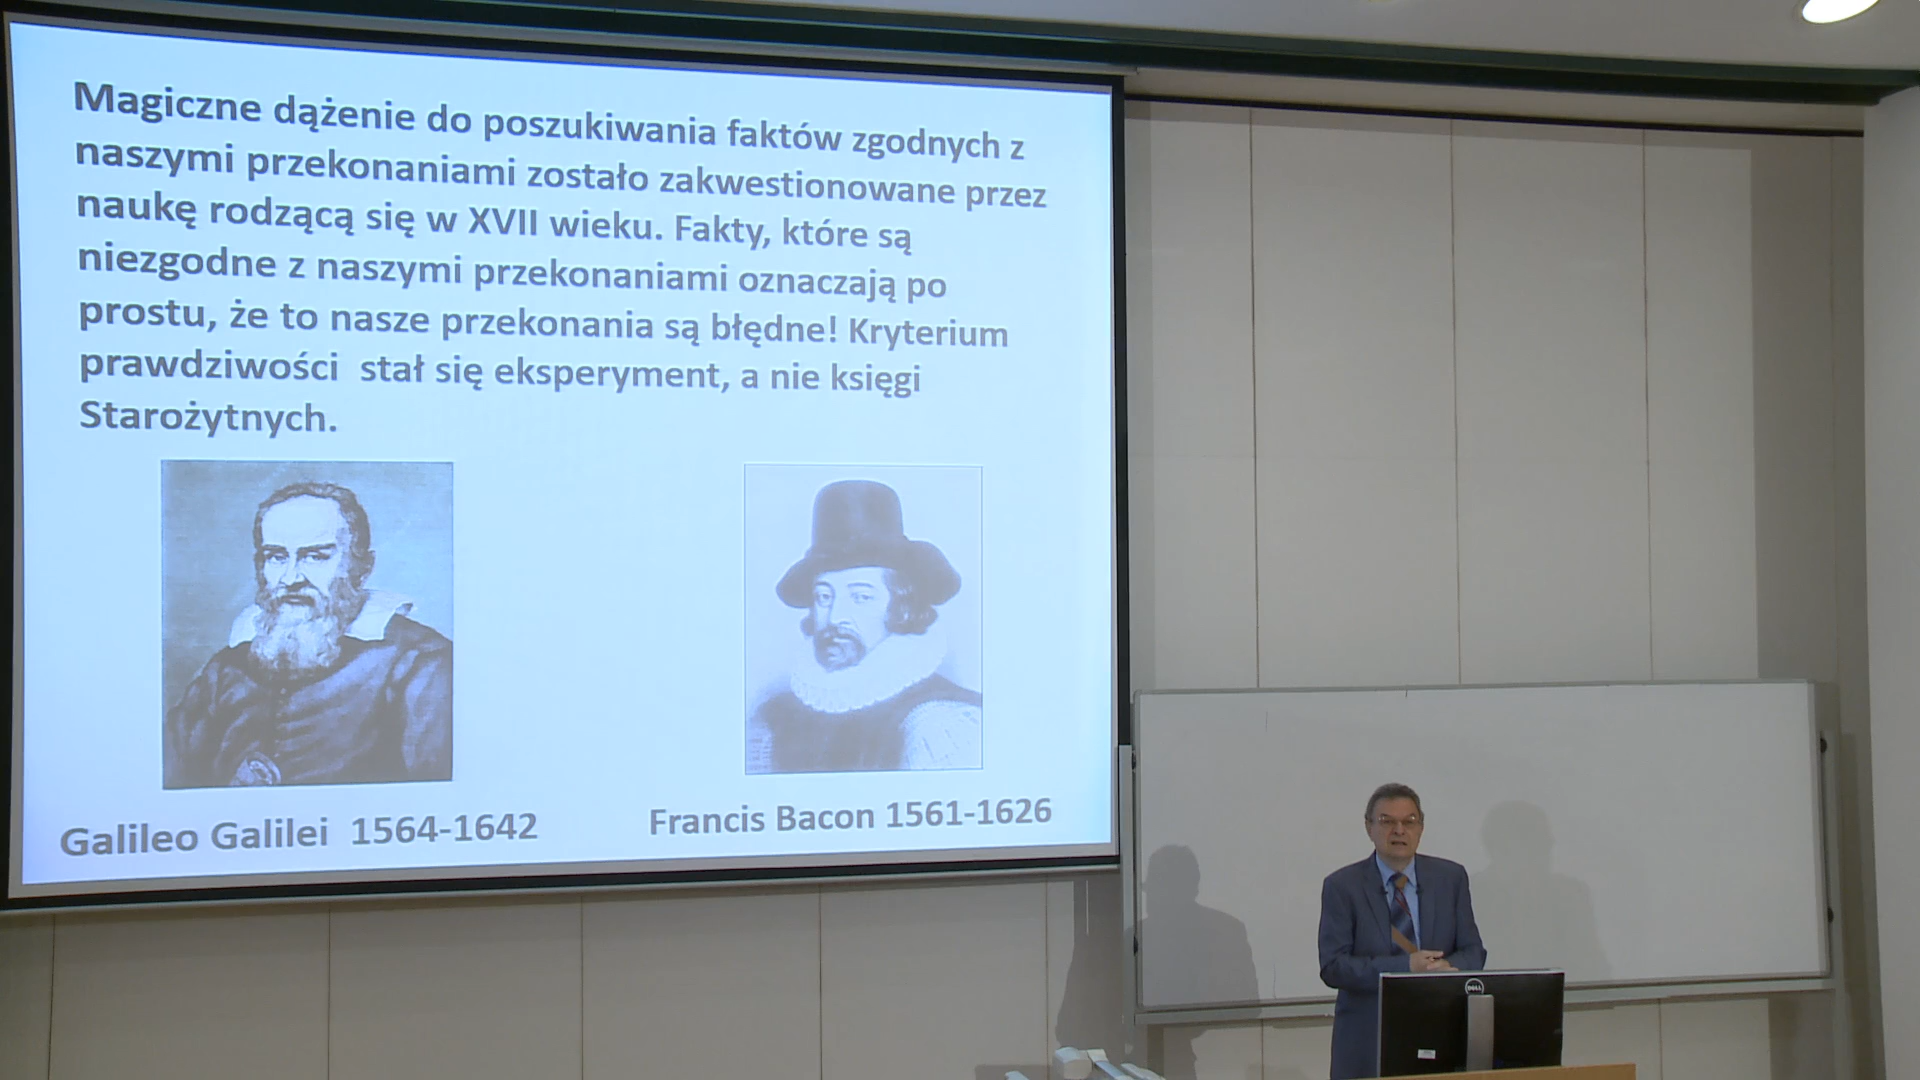 Magiczne dążenie do poszukiwania faktów zgodnych z
naszymi przekonaniami zostało zakwestionowane przez
naukę rodzącą się w XVII wieku. Fakty, które są
niezgodne z naszymi przekonaniami oznaczają po
prostu, że to nasze przekonania są błędne! Kryterium
prawdziwości stał się eksperyment, a nie księgi
Starożytnych.
Galileo Galilei 1564-1642
Francis Bacon 1561-1626
DELL